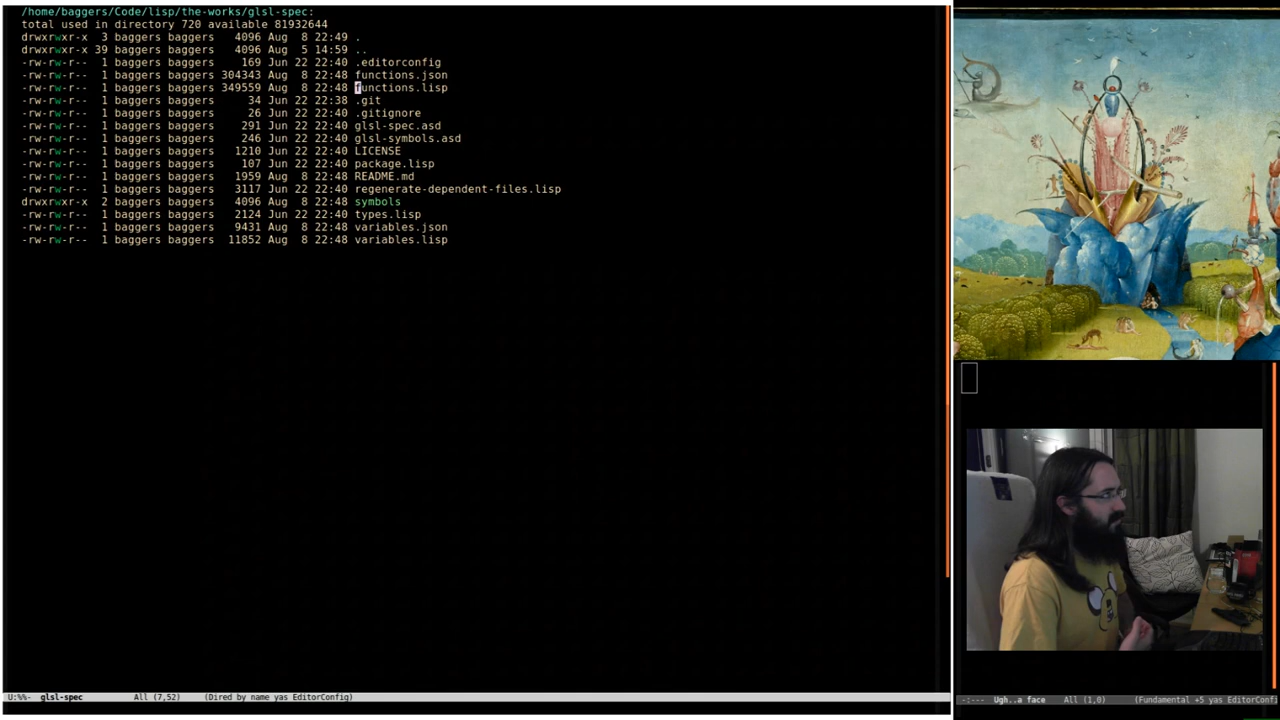 /home/baggers/Code/lisp/the-works/glsl-spec:
total used in directory 720 available 81932644
drwxrwxr-x 3 baggers baggers 4096 Aug 8 22:49 .
drwxrwxr-x 39 baggers baggers 4096 Aug 5 14:59 ..
-rw-rw-r-- 1 baggers baggers 169 Jun 22 22:40 .editorconfig
-rw-rw-r-- 1 baggers baggers 304343 Aug 8 22:48 functions.json
-rw-rw-r-- 1 baggers baggers 349559 Aug 8 22:48 functions.lisp
-rw-rw-r-- 1 baggers baggers 34 Jun 22 22:38 .git
-rw-rw-r-- 1 baggers baggers 26 Jun 22 22:40 .gitignore
-rw-rw-r-- 1 baggers baggers 291 Jun 22 22:40 glsl-spec.asd
-rw-rw-r-- 1 baggers baggers 246 Jun 22 22:40 glsl-symbols.asd
-rw-rw-r-- 1 baggers baggers 1210 Jun 22 22:40 LICENSE
-rw-rw-r-- 1 baggers baggers 107 Jun 22 22:40 package.lisp
-rw-rw-r-- 1 baggers baggers 1959 Aug 8 22:48 README.md
-rw-rw-r-- 1 baggers baggers 3117 Jun 22 22:40 regenerate-dependent-files.lisp
drwxrwxr-x 2 baggers baggers 4096 Aug 8 22:48 symbols
-rw-rw-r-- 1 baggers baggers 2124 Jun 22 22:40 types.lisp
-rw-rw-r-- 1 baggers baggers 9431 Aug 8 22:48 variables.json
-rw-rw-r-- 1 baggers baggers 11852 Aug 8 22:48 variables.lisp
U:%%- glsl-spec All (7,52) (Dired by name yas EditorConfig)
-:--- Ugh..a face All (1,0) (Fundamental +5 yas EditorConfi